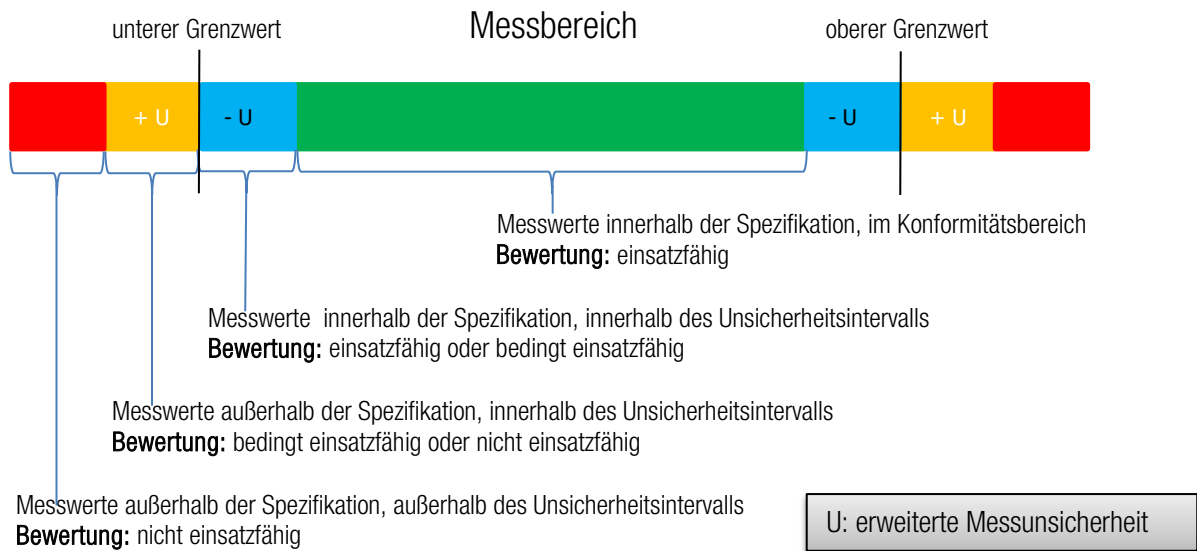 Messbereich
unterer Grenzwert
oberer Grenzwert
+ U
- U
- U
+ U
Messwerte innerhalb der Spezifikation, im Konformitätsbereich
Bewertung: einsatzfähig
Messwerte innerhalb der Spezifikation, innerhalb des Unsicherheitsintervalls
Bewertung: einsatzfähig oder bedingt einsatzfähig
Messwerte außerhalb der Spezifikation, innerhalb des Unsicherheitsintervalls
Bewertung: bedingt einsatzfähig oder nicht einsatzfähig
Messwerte außerhalb der Spezifikation, außerhalb des Unsicherheitsintervalls
Bewertung: nicht einsatzfähig
U: erweiterte Messunsicherheit